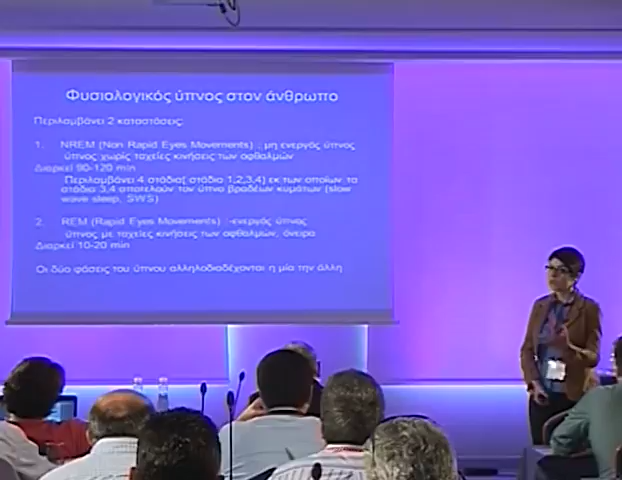 Φυσιολογικός ύπνος στον άνθρωπο
Περιλαμβάνει 2 καταστάσεις:
1. NREM (Non Rapid Eyes Movements) : μη ενεργός ύπνος
ύπνος χωρίς ταχείες κινήσεις των οφθαλμών
Διαρκεί 90-120 min
Περιλαμβάνει 4 στάδια( στάδια 1,2,3,4) εκ των οποίων τα
στάδια 3,4 αποτελούν τον ύπνο βραδέων κυμάτων (slow
wave sleep, SWS)
2. REM (Rapid Eyes Movements) :-ενεργός ύπνος
ύπνος με ταχείες κινήσεις των οφθαλμών, όνειρα
Διαρκεί 10-20 min
Οι δύο φάσεις του ύπνου αλληλοδιαδέχονται η μία την άλλη